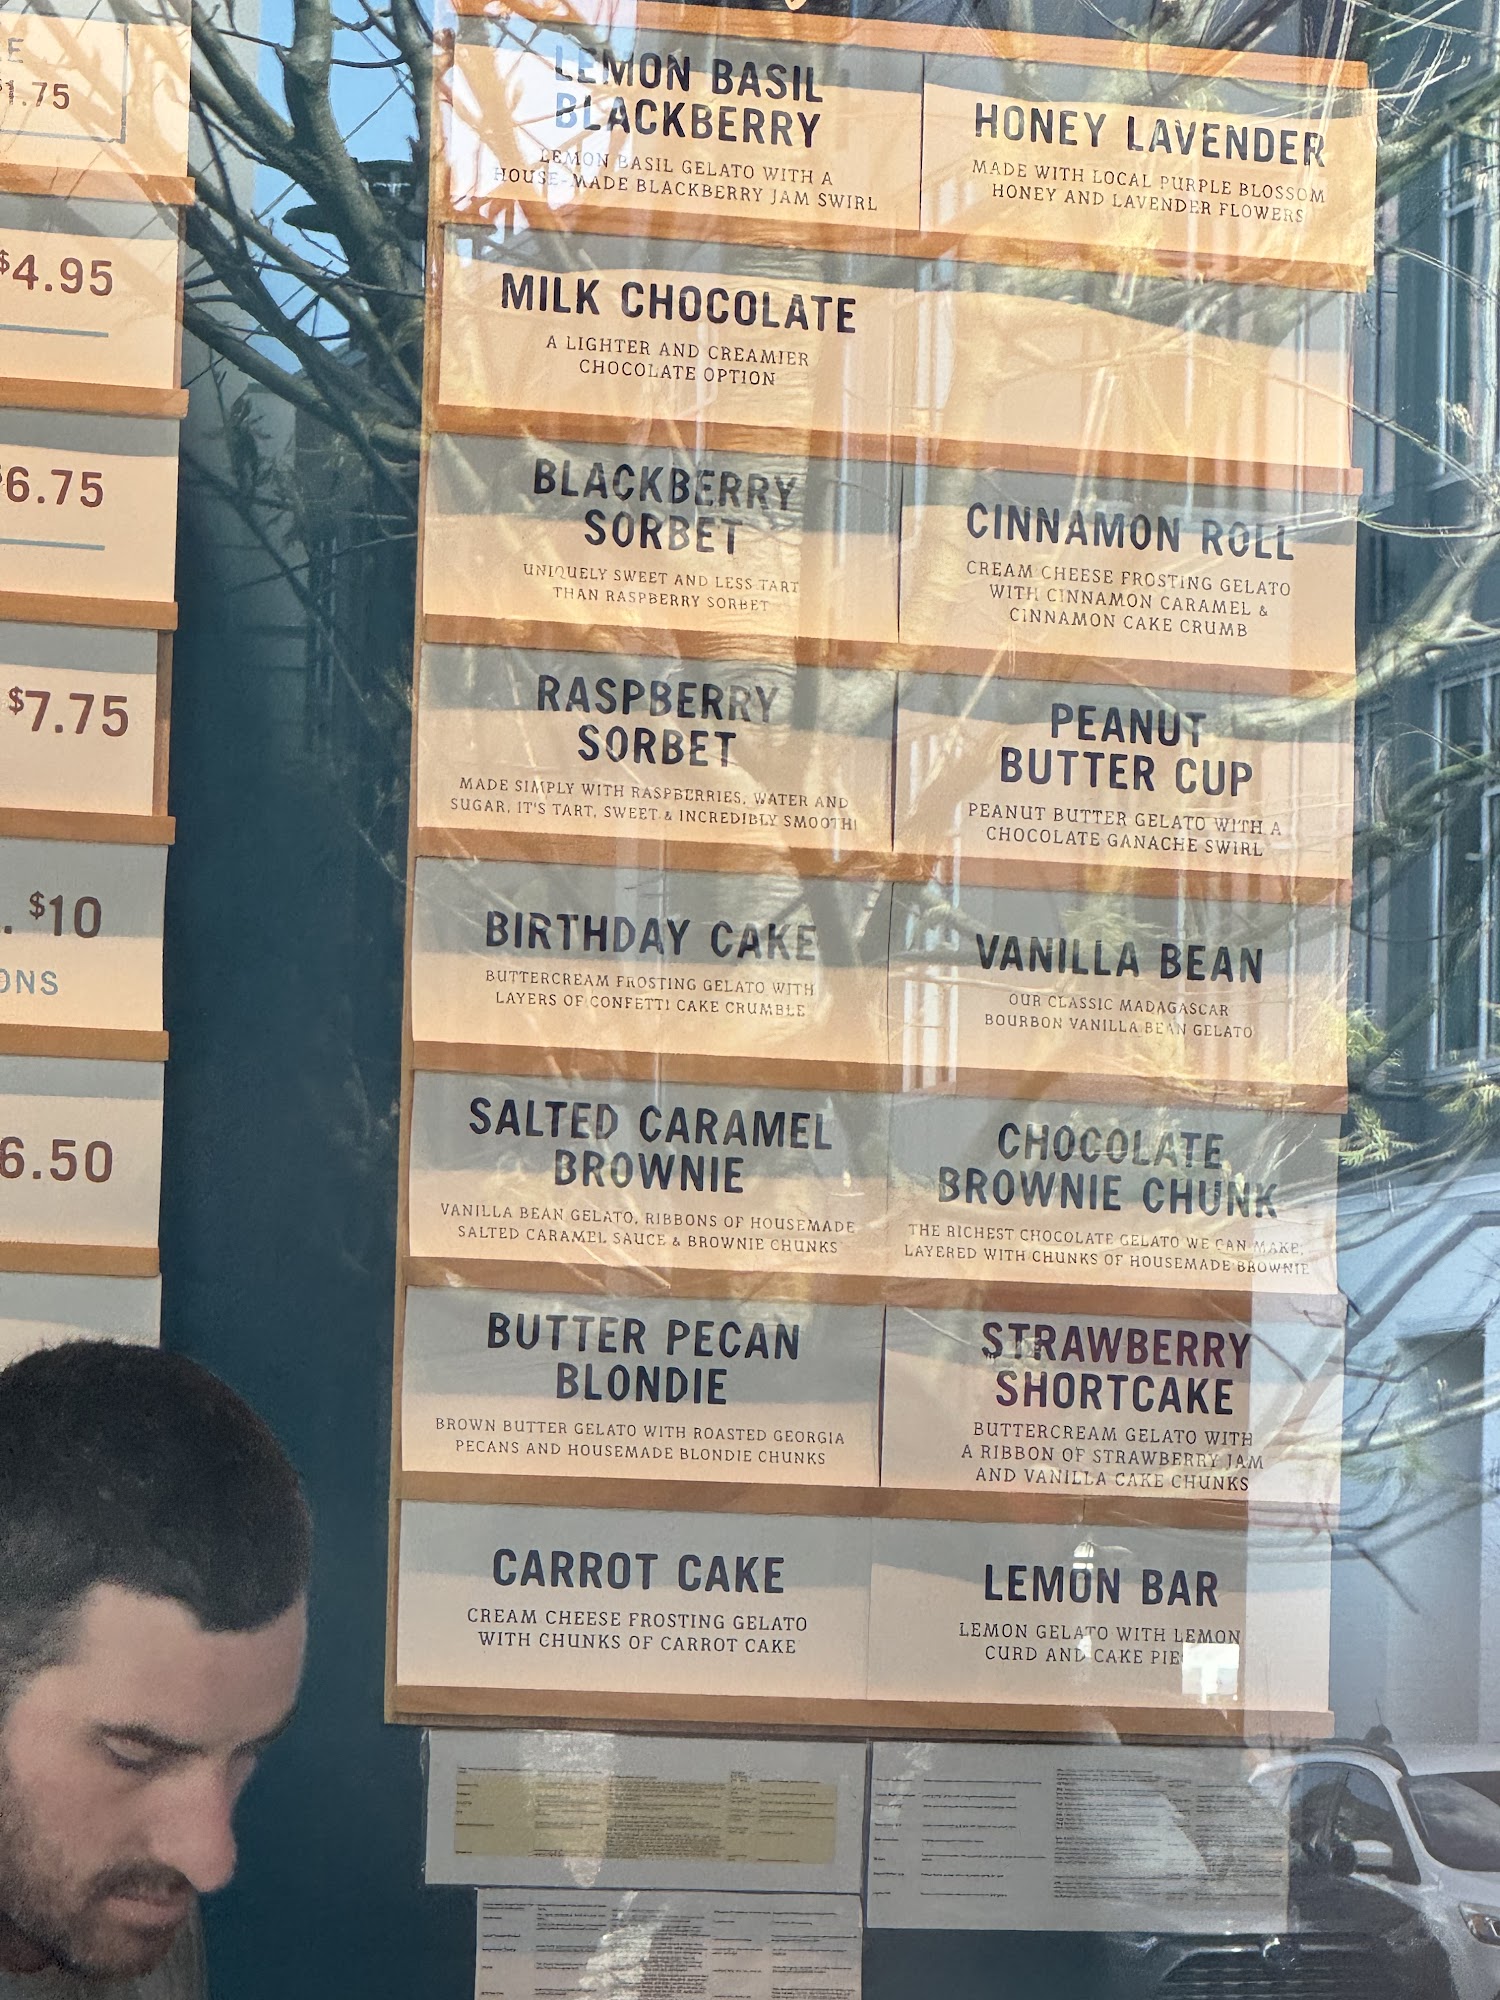 E
$1.75
$4.95
$6.75
$7.75
. $10
ONS
6.50
LEMON BASIL
BLACKBERRY
LEMON BASIL GELATO WITH A
HOUSE-MADE BLACKBERRY JAM SWIRL
HONEY LAVENDER
MADE WITH LOCAL PURPLE BLOSSOM
HONEY AND LAVENDER FLOWERS
MILK CHOCOLATE
A LIGHTER AND CREAMIER
CHOCOLATE OPTION
BLACKBERRY
SORBET
UNIQUELY SWEET AND LESS TART
THAN RASPBERRY SORBET
CINNAMON ROLL
CREAM CHEESE FROSTING GELATO
WITH CINNAMON CARAMEL &
CINNAMON CAKE CRUMB
RASPBERRY
SORBET
MADE SIMPLY WITH RASPBERRIES, WATER AND
SUGAR, IT'S TART, SWEET & INCREDIBLY SMOOTH!
PEANUT
BUTTER CUP
PEANUT BUTTER GELATO WITH A
CHOCOLATE GANACHE SWIRL
BIRTHDAY CAKE
BUTTERCREAM FROSTING GELATO WITH
LAYERS OF CONFETTI CAKE CRUMBLE
VANILLA BEAN
OUR CLASSIC MADAGASCAR
BOURBON VANILLA BEAN GELATO
SALTED CARAMEL
BROWNIE
VANILLA BEAN GELATO, RIBBONS OF HOUSEMADE
SALTED CARAMEL SAUCE & BROWNIE CHUNKS
CHOCOLATE
BROWNIE CHUNK
THE RICHEST CHOCOLATE GELATO WE CAN MAKE,
LAYERED WITH CHUNKS OF HOUSEMADE BROWNIE
BUTTER PECAN
BLONDIE
BROWN BUTTER GELATO WITH ROASTED GEORGIA
PECANS AND HOUSEMADE BLONDIE CHUNKS
STRAWBERRY
SHORTCAKE
BUTTERCREAM GELATO WITH
A RIBBON OF STRAWBERRY JAM
AND VANILLA CAKE CHUNKS
CARROT CAKE
CREAM CHEESE FROSTING GELATO
WITH CHUNKS OF CARROT CAKE
LEMON BAR
LEMON GELATO WITH LEMON
CURD AND CAKE